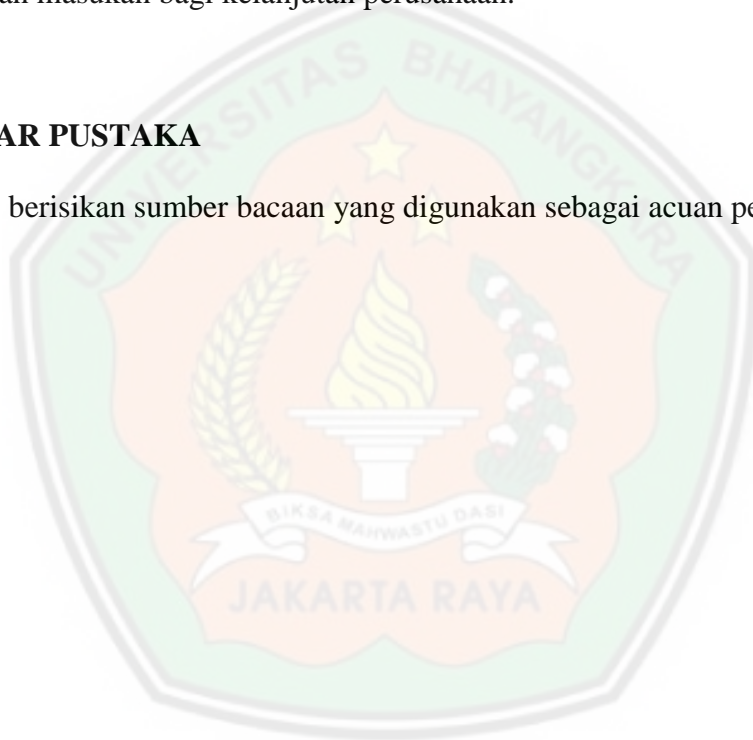 an masukan bagi kelanjutan perusahaan.
AR PUSTAKA
berisikan sumber bacaan yang digunakan sebagai acuan pe
UNIVERSITAS BHAYANGKARA
BIKSA MAHWASTU DASI
JAKARTA RAYA